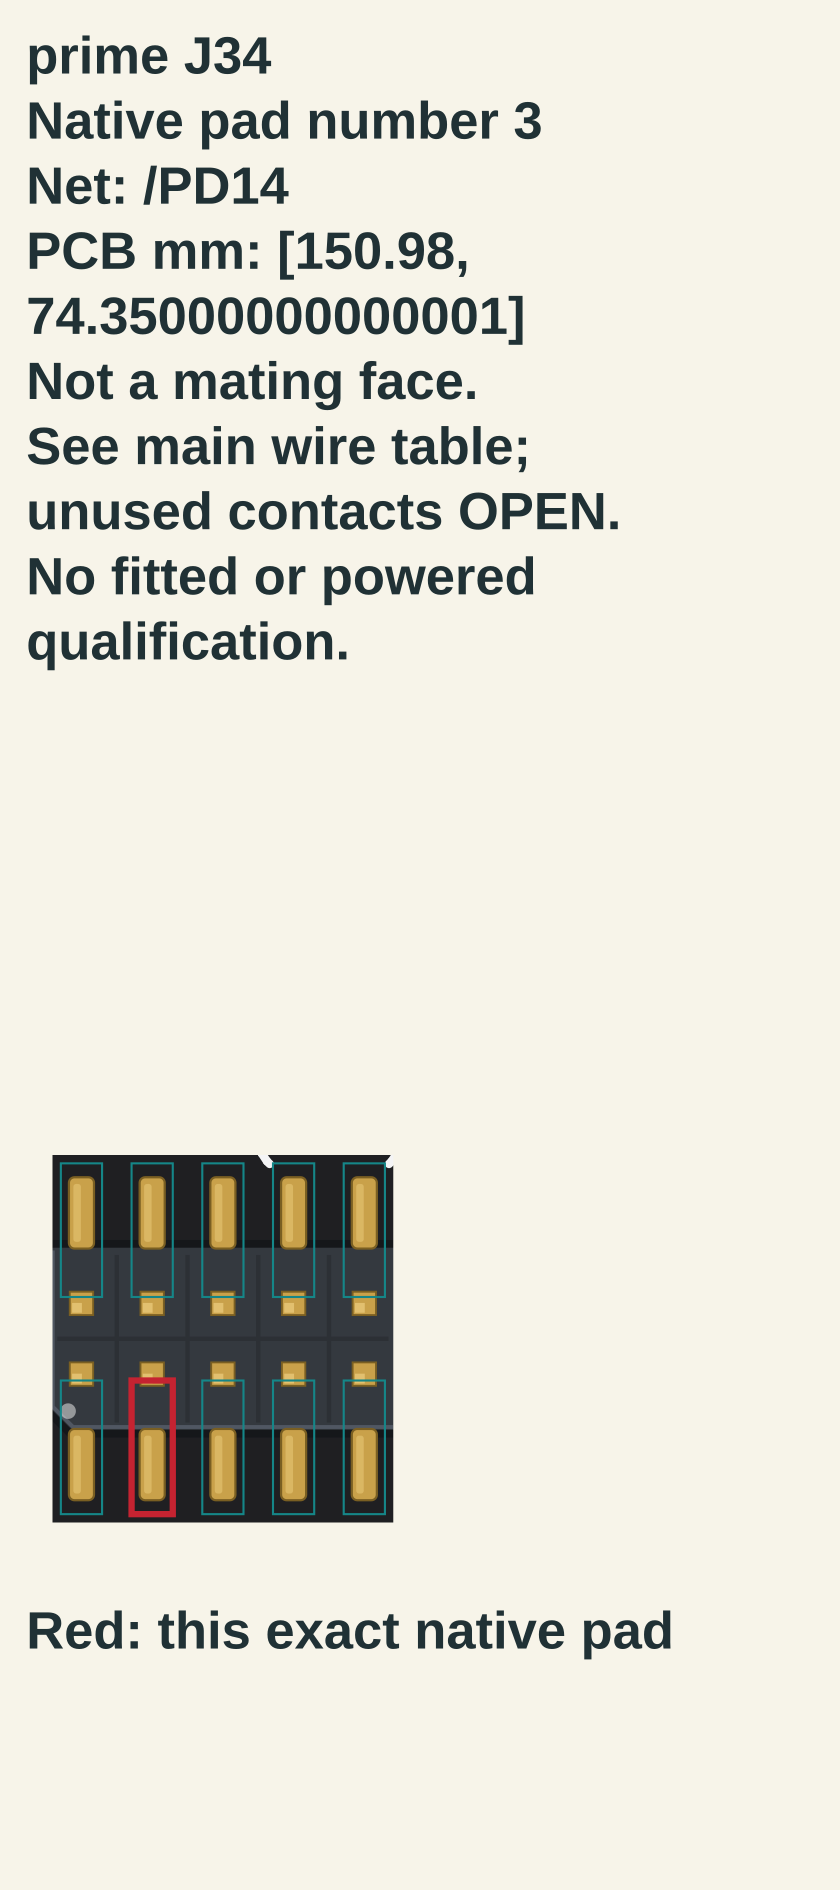 prime J34
Native pad number 3
Net: /PD14
PCB mm: [150.98,
74.35000000000001]
Not a mating face.
See main wire table;
unused contacts OPEN.
No fitted or powered
qualification.
Red: this exact native pad